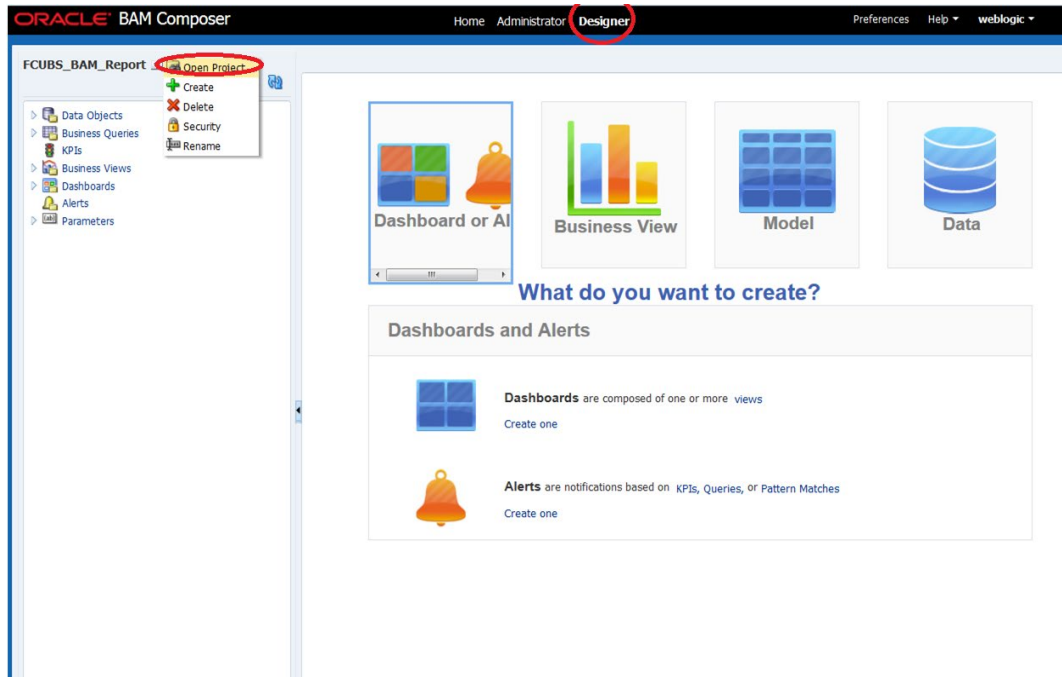 ORACLE BAM Composer
Home Administrator Designer
Preferences Help weblogic
FCUBS_BAM_Report
Open Project
Create
Delete
Security
Rename
Data Objects
Business Queries
KPIs
Business Views
Dashboards
Alerts
Parameters
Dashboard or Al
Business View
Model
Data
What do you want to create?
Dashboards and Alerts
Dashboards are composed of one or more views
Create one
Alerts are notifications based on KPIs, Queries, or Pattern Matches
Create one